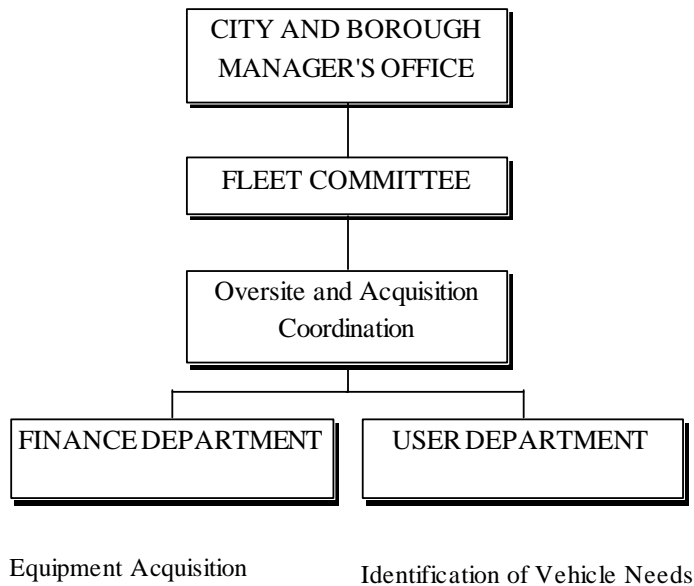 CITY AND BOROUGH
MANAGER'S OFFICE
FLEET COMMITTEE
Oversite and Acquisition
Coordination
FINANCE DEPARTMENT
USER DEPARTMENT
Equipment Acquisition
Identification of Vehicle Needs